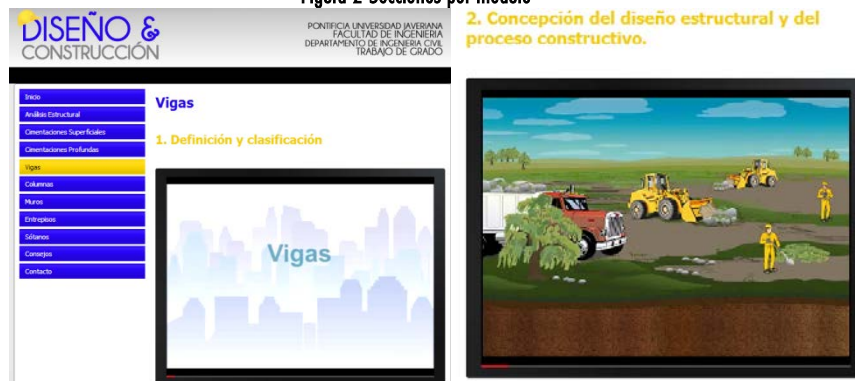 Figura 2 Secciones por módulo
DISEÑO &
CONSTRUCCIÓN
PONTIFICIA UNIVERSIDAD JAVERIANA
FACULTAD DE INGENIERIA
DEPARTAMENTO DE INGENIERIA CIVIL
TRABAJO DE GRADO
Inicio
Análisis Estructural
Cimentaciones Superficiales
Cimentaciones Profundas
Vigas
Columnas
Muros
Entrepisos
Sótanos
Consejos
Contacto
Vigas
1. Definición y clasificación
Vigas
2. Concepción del diseño estructural y del
proceso constructivo.